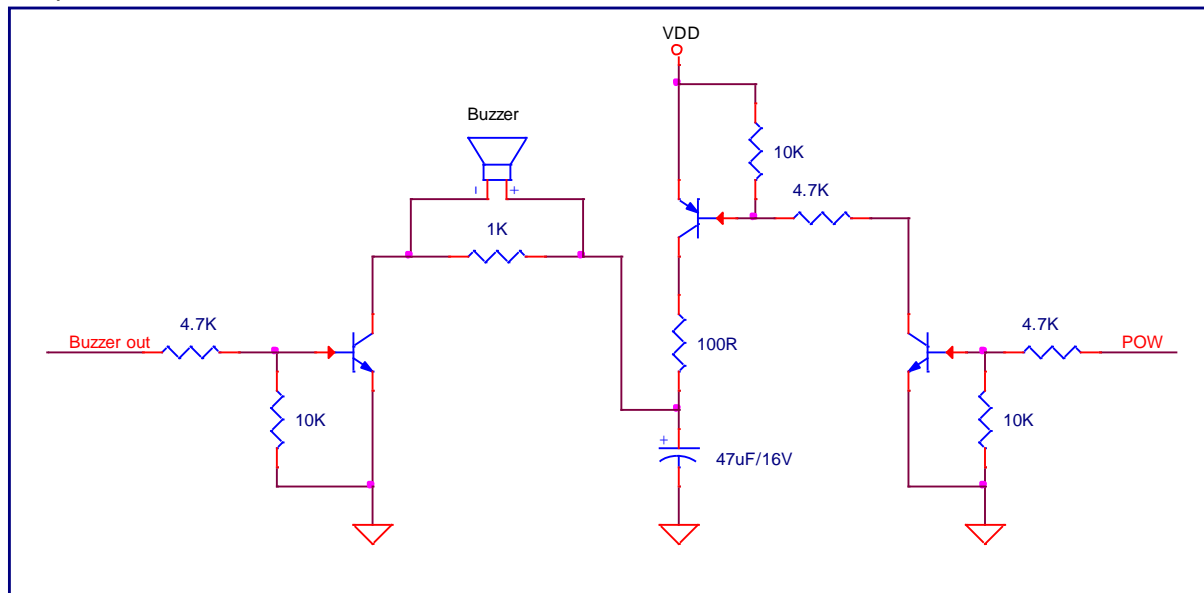 VDD
Buzzer
10K
4.7K
- +
1K
4.7K
Buzzer out
100R
4.7K
POW
10K
10K
+
47uF/16V